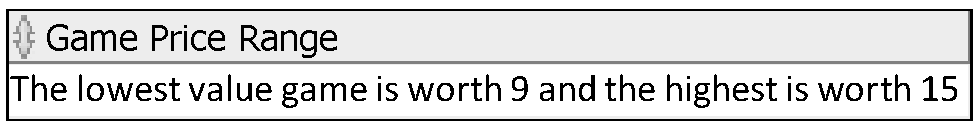 Game Price Range
The lowest value game is worth 9 and the highest is worth 15